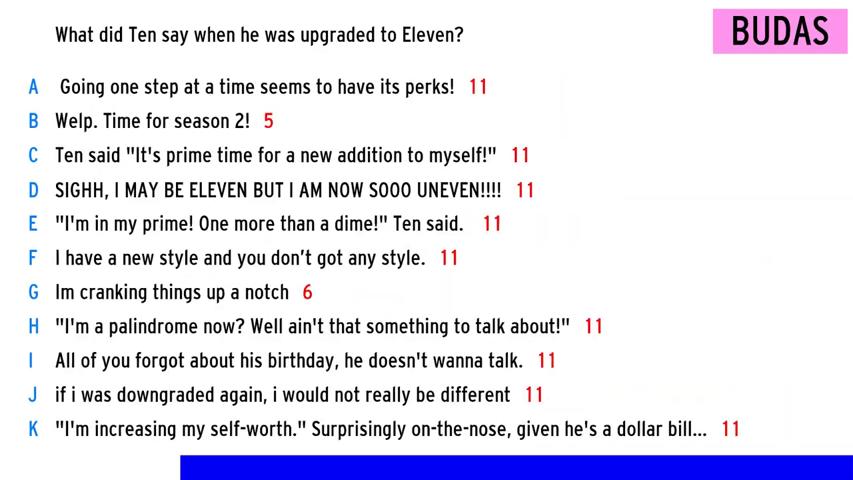 What did Ten say when he was upgraded to Eleven?
BUDAS
A Going one step at a time seems to have its perks! 11
B Welp. Time for season 2! 5
C Ten said "It's prime time for a new addition to myself!" 11
D SIGHH, I MAY BE ELEVEN BUT I AM NOW SOOO UNEVEN!!!! 11
E "I'm in my prime! One more than a dime!" Ten said. 11
F I have a new style and you don't got any style. 11
G Im cranking things up a notch 6
H "I'm a palindrome now? Well ain't that something to talk about!" 11
I All of you forgot about his birthday, he doesn't wanna talk. 11
J if i was downgraded again, i would not really be different 11
K "I'm increasing my self-worth." Surprisingly on-the-nose, given he's a dollar bill... 11